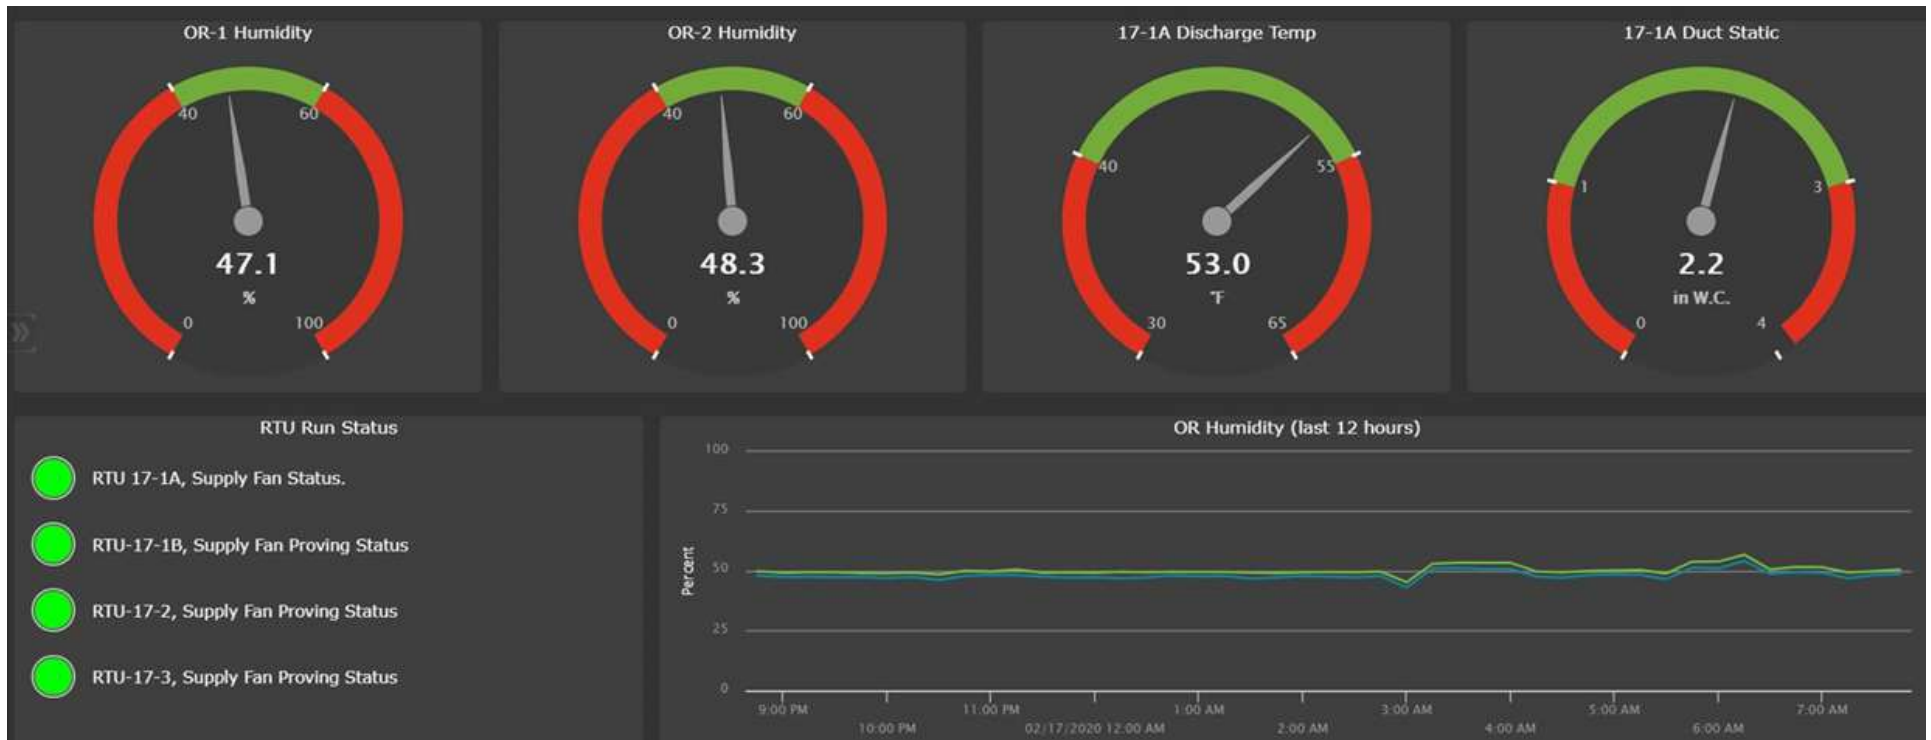 OR-1 Humidity
40
60
47.1
%
0
100
OR-2 Humidity
40
60
48.3
%
0
100
17-1A Discharge Temp
40
55
53.0
°F
30
65
17-1A Duct Static
1
3
2.2
in W.C.
0
4
RTU Run Status
RTU 17-1A, Supply Fan Status.
RTU-17-1B, Supply Fan Proving Status
RTU-17-2, Supply Fan Proving Status
RTU-17-3, Supply Fan Proving Status
OR Humidity (last 12 hours)
Percent
100
75
50
25
0
9:00 PM
10:00 PM
11:00 PM
02/17/2020 12:00 AM
1:00 AM
2:00 AM
3:00 AM
4:00 AM
5:00 AM
6:00 AM
7:00 AM